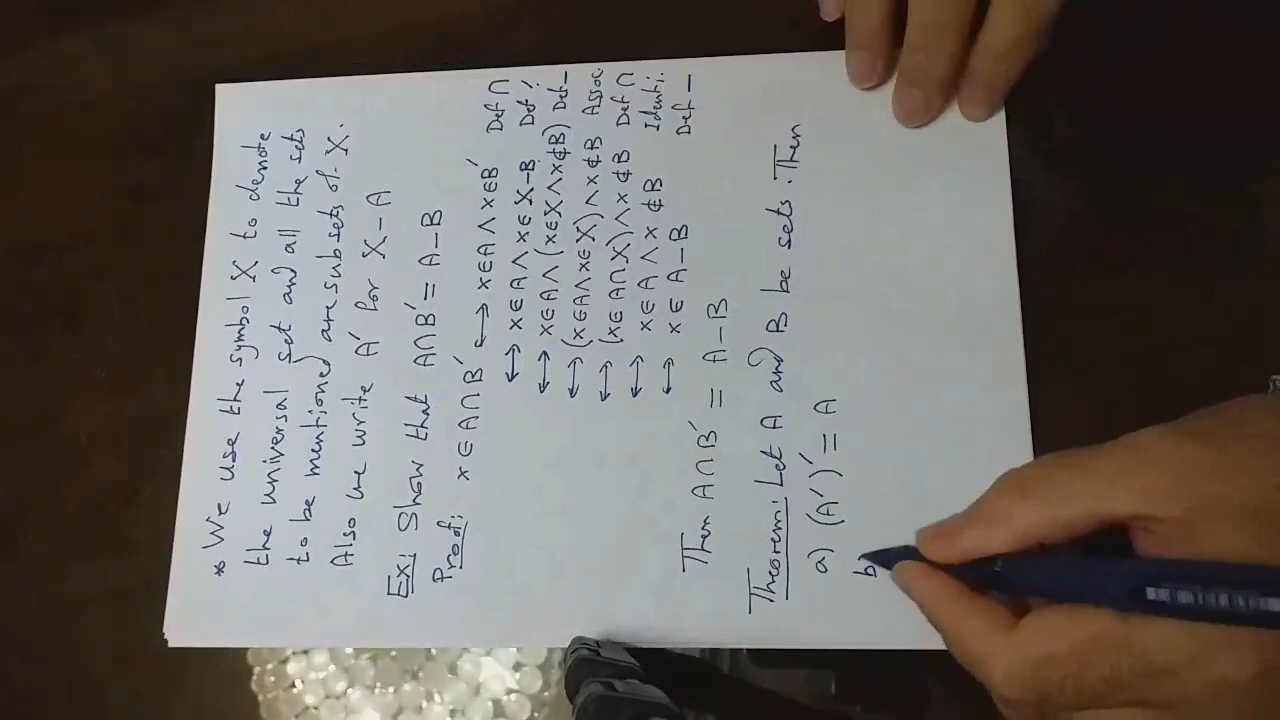 * We use the symbol X to denote
the universal set and all the sets
to be mentioned are subsets of X.
Also we write A′ for X-A
Ex: Show that A∩B′ = A-B
Proof: x∈A∩B′ ⟷ x∈A ∧ x∈B′ Def ∩
⟷ x∈A ∧ x∈X-B Def ′
⟷ x∈A ∧ (x∈X ∧ x∉B) Def -
⟷ (x∈A ∧ x∈X) ∧ x∉B Assoc.
⟷ (x∈A∩X) ∧ x∉B Def ∩
⟷ x∈A ∧ x∉B Identi.
⟷ x∈A-B Def -
Then A∩B′ = A-B
Theorem: Let A and B be sets. Then
a) (A′)′ = A
b